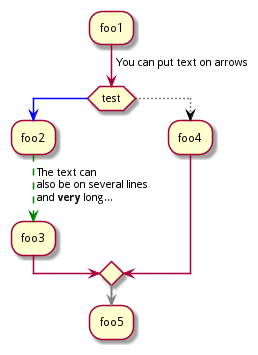 foo1
You can put text on arrows
test
foo2
foo4
The text can
also be on several lines
and very long...
foo3
foo5